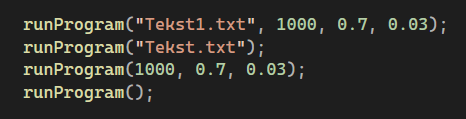 runProgram("Tekst1.txt", 1000, 0.7, 0.03);
runProgram("Tekst.txt");
runProgram(1000, 0.7, 0.03);
runProgram();